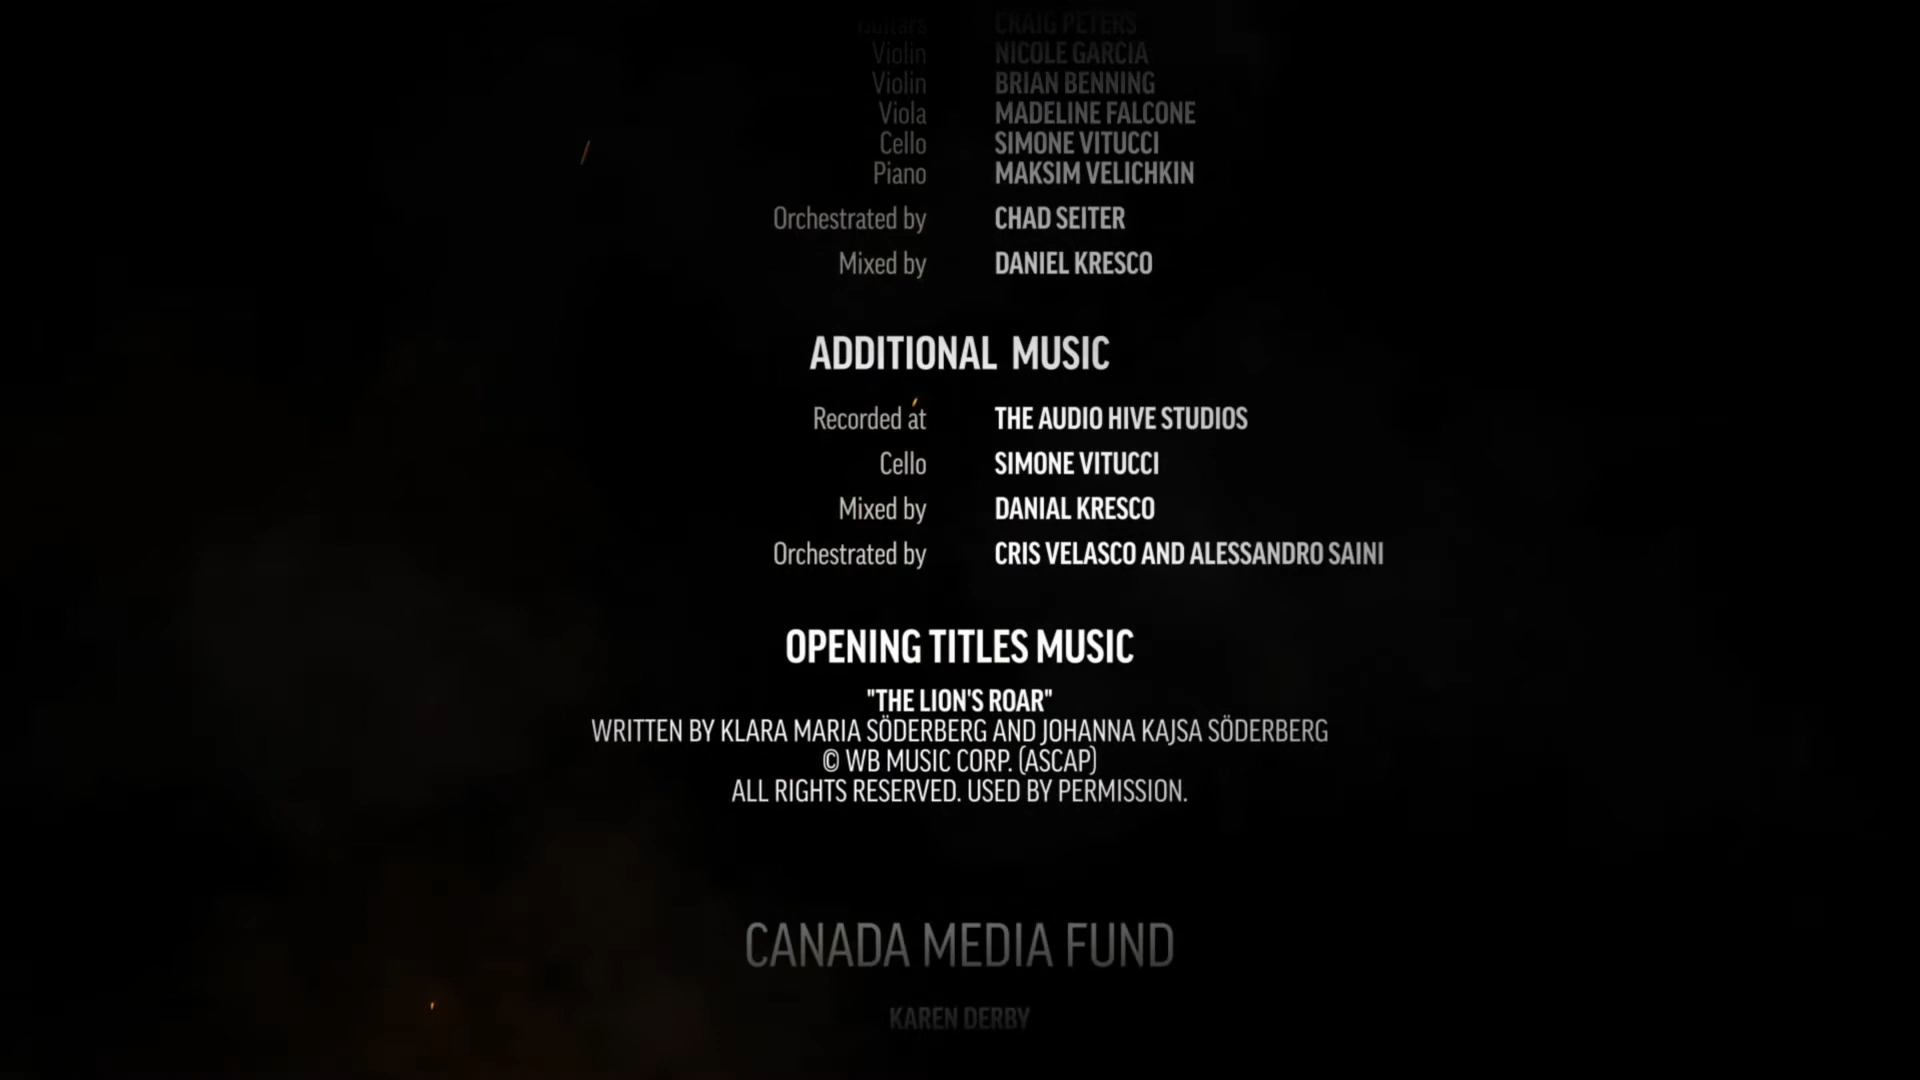 Guitars CRAIG PETERS
Violin NICOLE GARCIA
Violin BRIAN BENNING
Viola MADELINE FALCONE
Cello SIMONE VITUCCI
Piano MAKSIM VELICHKIN
Orchestrated by CHAD SEITER
Mixed by DANIEL KRESCO
ADDITIONAL MUSIC
Recorded at THE AUDIO HIVE STUDIOS
Cello SIMONE VITUCCI
Mixed by DANIAL KRESCO
Orchestrated by CRIS VELASCO AND ALESSANDRO SAINI
OPENING TITLES MUSIC
"THE LION'S ROAR"
WRITTEN BY KLARA MARIA SÖDERBERG AND JOHANNA KAJSA SÖDERBERG
© WB MUSIC CORP. (ASCAP)
ALL RIGHTS RESERVED. USED BY PERMISSION.
CANADA MEDIA FUND
KAREN DERBY